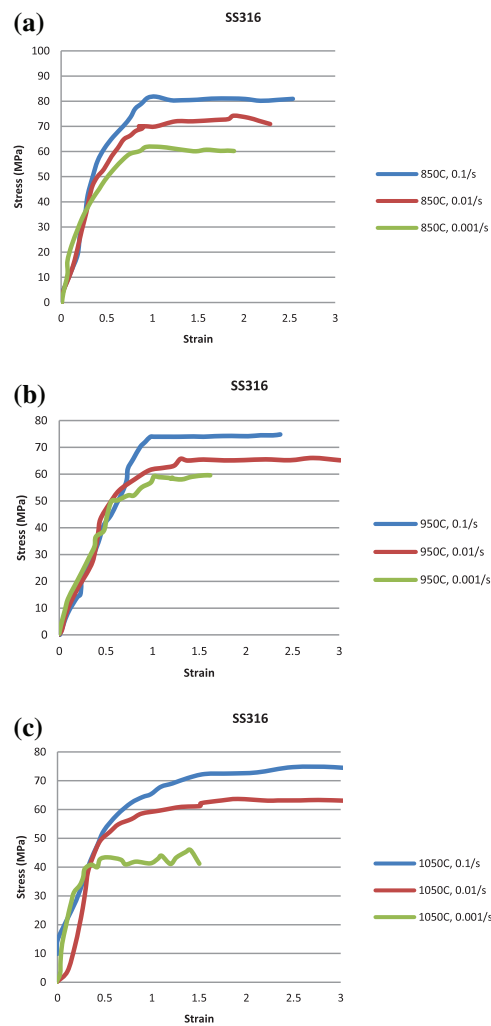 (a)
SS316
100
90
80
70
60
50
40
30
20
10
0
Stress (MPa)
0 0.5 1 1.5 2 2.5 3
Strain
850C, 0.1/s
850C, 0.01/s
850C, 0.001/s
(b)
SS316
80
70
60
50
40
30
20
10
0
Stress (MPa)
0 0.5 1 1.5 2 2.5 3
Strain
950C, 0.1/s
950C, 0.01/s
950C, 0.001/s
(c)
SS316
80
70
60
50
40
30
20
10
0
Stress (MPa)
0 0.5 1 1.5 2 2.5 3
Strain
1050C, 0.1/s
1050C, 0.01/s
1050C, 0.001/s